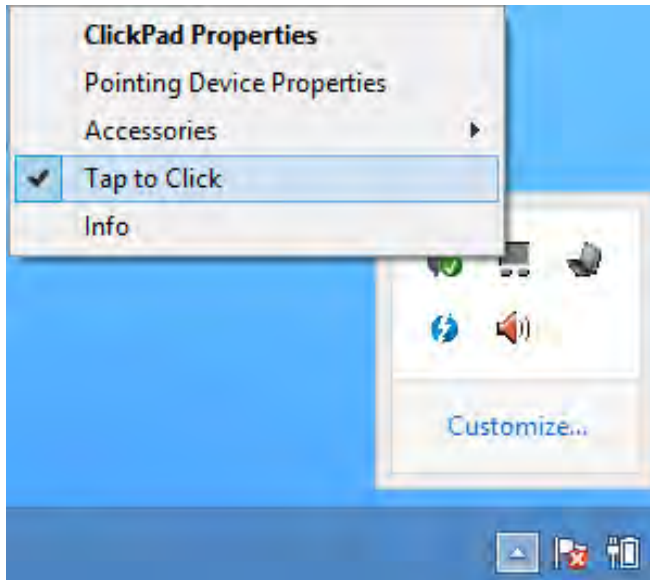 ClickPad Properties
Pointing Device Properties
Accessories
Tap to Click
Info
Customize...